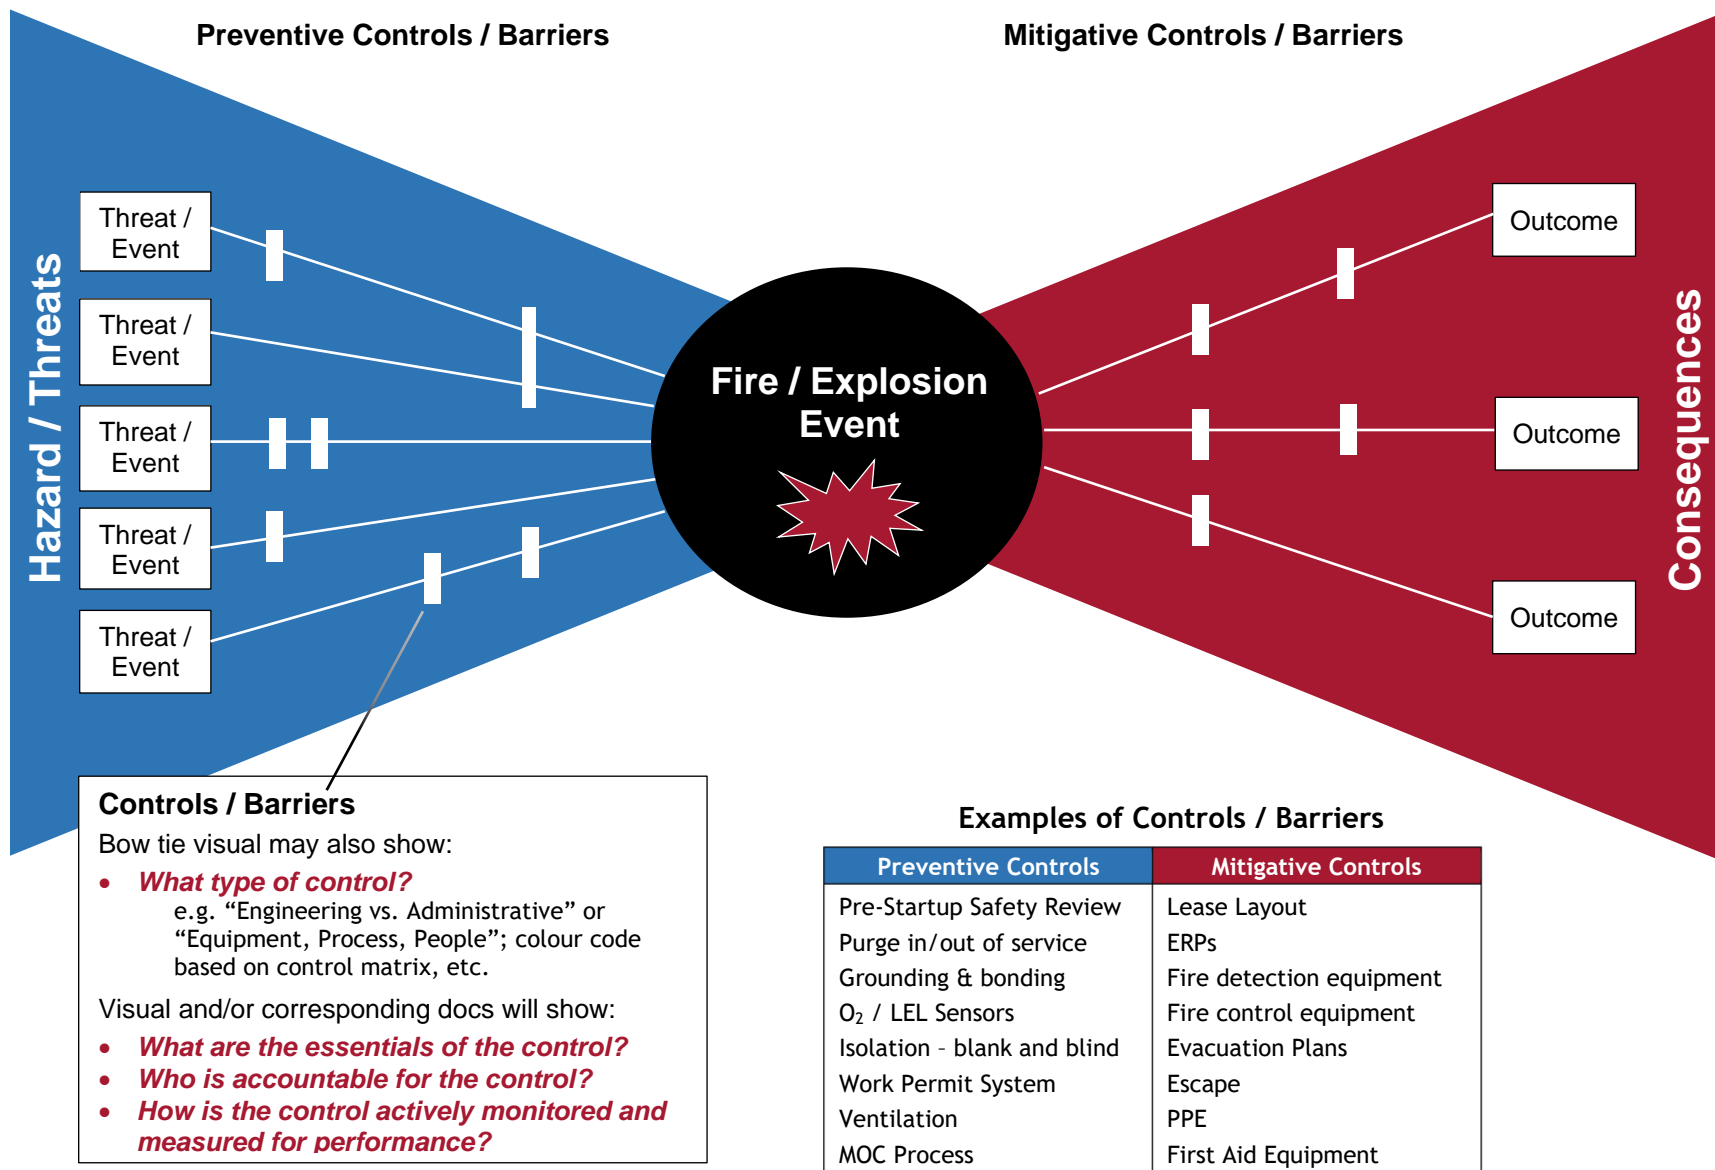 Preventive Controls / Barriers
Mitigative Controls / Barriers
Hazard / Threats
Threat /
Event
Threat /
Event
Threat /
Event
Threat /
Event
Threat /
Event
Fire / Explosion
Event
Outcome
Outcome
Outcome
Consequences
Controls / Barriers
Bow tie visual may also show:
• What type of control?
e.g. “Engineering vs. Administrative” or
“Equipment, Process, People”; colour code
based on control matrix, etc.
Visual and/or corresponding docs will show:
• What are the essentials of the control?
• Who is accountable for the control?
• How is the control actively monitored and
measured for performance?
Examples of Controls / Barriers
Preventive Controls
Mitigative Controls
Pre-Startup Safety Review
Lease Layout
Purge in/out of service
ERPs
Grounding & bonding
Fire detection equipment
O₂ / LEL Sensors
Fire control equipment
Isolation – blank and blind
Evacuation Plans
Work Permit System
Escape
Ventilation
PPE
MOC Process
First Aid Equipment